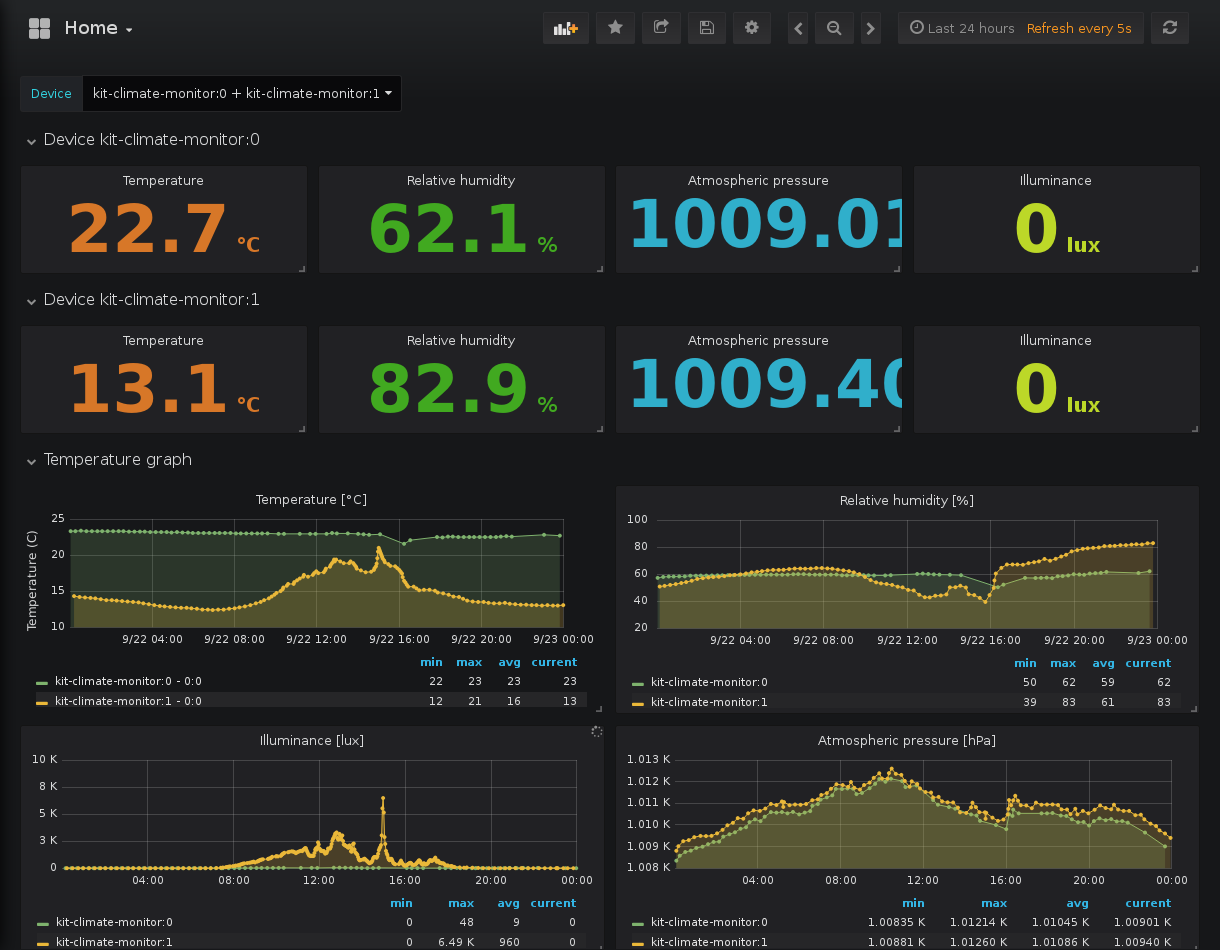 Home
Last 24 hours Refresh every 5s
Device kit-climate-monitor:0 + kit-climate-monitor:1
Device kit-climate-monitor:0
Temperature Relative humidity Atmospheric pressure Illuminance
22.7 °C 62.1 % 1009.01 0 lux
Device kit-climate-monitor:1
Temperature Relative humidity Atmospheric pressure Illuminance
13.1 °C 82.9 % 1009.40 0 lux
Temperature graph
Temperature [°C]
Temperature (C)
25
20
15
10
9/22 04:00 9/22 08:00 9/22 12:00 9/22 16:00 9/22 20:00 9/23 00:00
min max avg current
kit-climate-monitor:0 - 0:0 22 23 23 23
kit-climate-monitor:1 - 0:0 12 21 16 13
Relative humidity [%]
100
80
60
40
20
9/22 04:00 9/22 08:00 9/22 12:00 9/22 16:00 9/22 20:00 9/23 00:00
min max avg current
kit-climate-monitor:0 50 62 59 62
kit-climate-monitor:1 39 83 61 83
Illuminance [lux]
10 K
8 K
5 K
3 K
0
04:00 08:00 12:00 16:00 20:00 00:00
min max avg current
kit-climate-monitor:0 0 48 9 0
kit-climate-monitor:1 0 6.49 K 960 0
Atmospheric pressure [hPa]
1.013 K
1.012 K
1.011 K
1.010 K
1.009 K
1.008 K
04:00 08:00 12:00 16:00 20:00 00:00
min max avg current
kit-climate-monitor:0 1.00835 K 1.01214 K 1.01045 K 1.00901 K
kit-climate-monitor:1 1.00881 K 1.01260 K 1.01086 K 1.00940 K